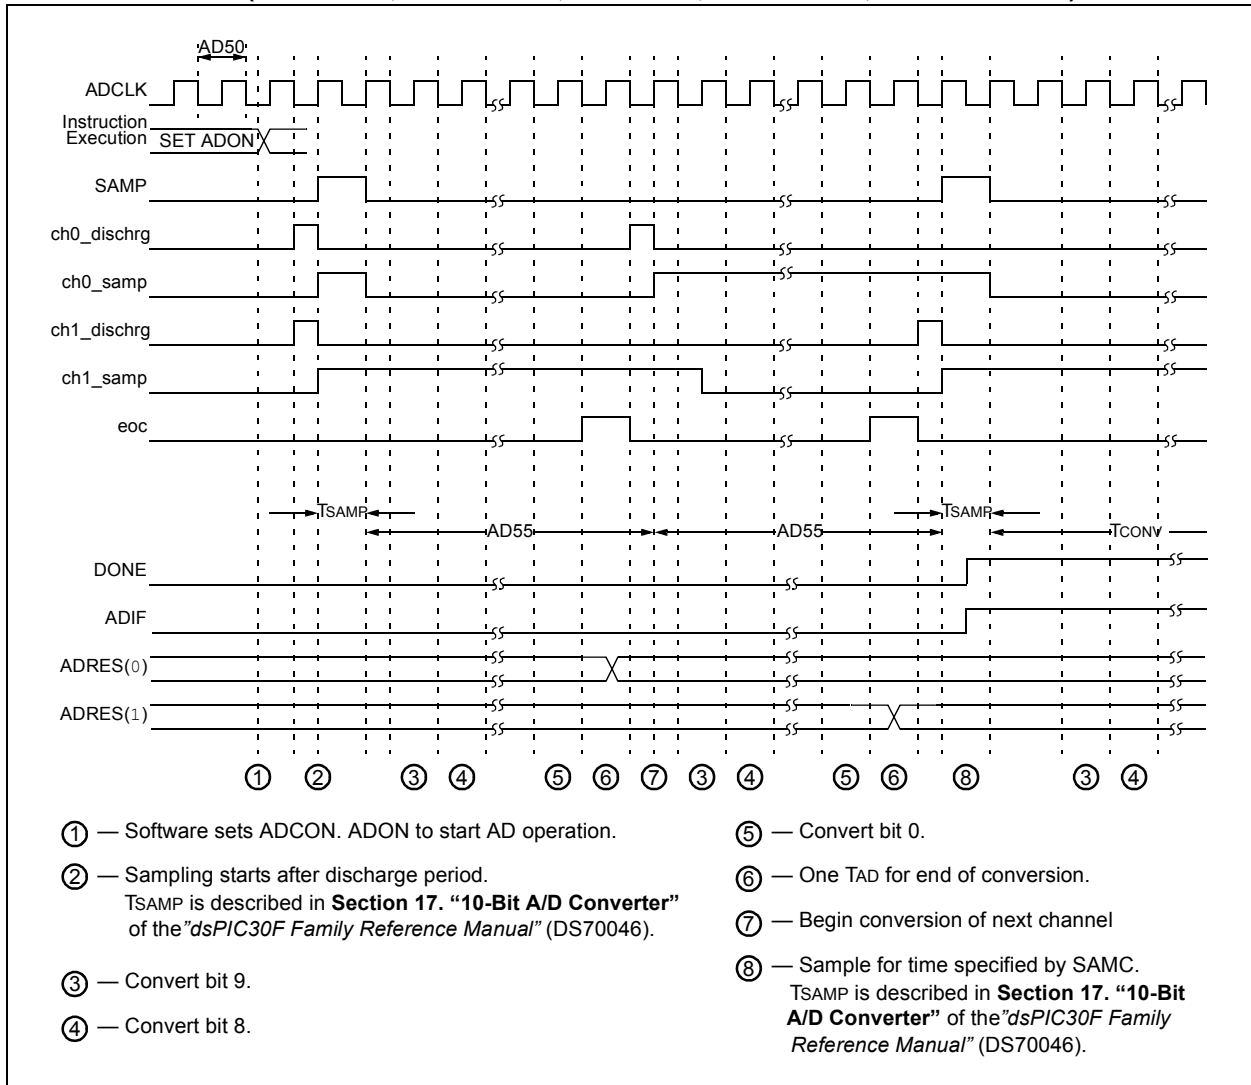 AD50
ADCLK
Instruction
Execution
SET ADON
SAMP
ch0_dischrg
ch0_samp
ch1_dischrg
ch1_samp
eoc
TSAMP
TSAMP
AD55
AD55
TCONV
DONE
ADIF
ADRES(0)
ADRES(1)
1 2 3 4 5 6 7 3 4 5 6 8 3 4
1 — Software sets ADCON. ADON to start AD operation.
2 — Sampling starts after discharge period.
TSAMP is described in Section 17. “10-Bit A/D Converter”
of the”dsPIC30F Family Reference Manual” (DS70046).
3 — Convert bit 9.
4 — Convert bit 8.
5 — Convert bit 0.
6 — One TAD for end of conversion.
7 — Begin conversion of next channel
8 — Sample for time specified by SAMC.
TSAMP is described in Section 17. “10-Bit
A/D Converter” of the”dsPIC30F Family
Reference Manual” (DS70046).